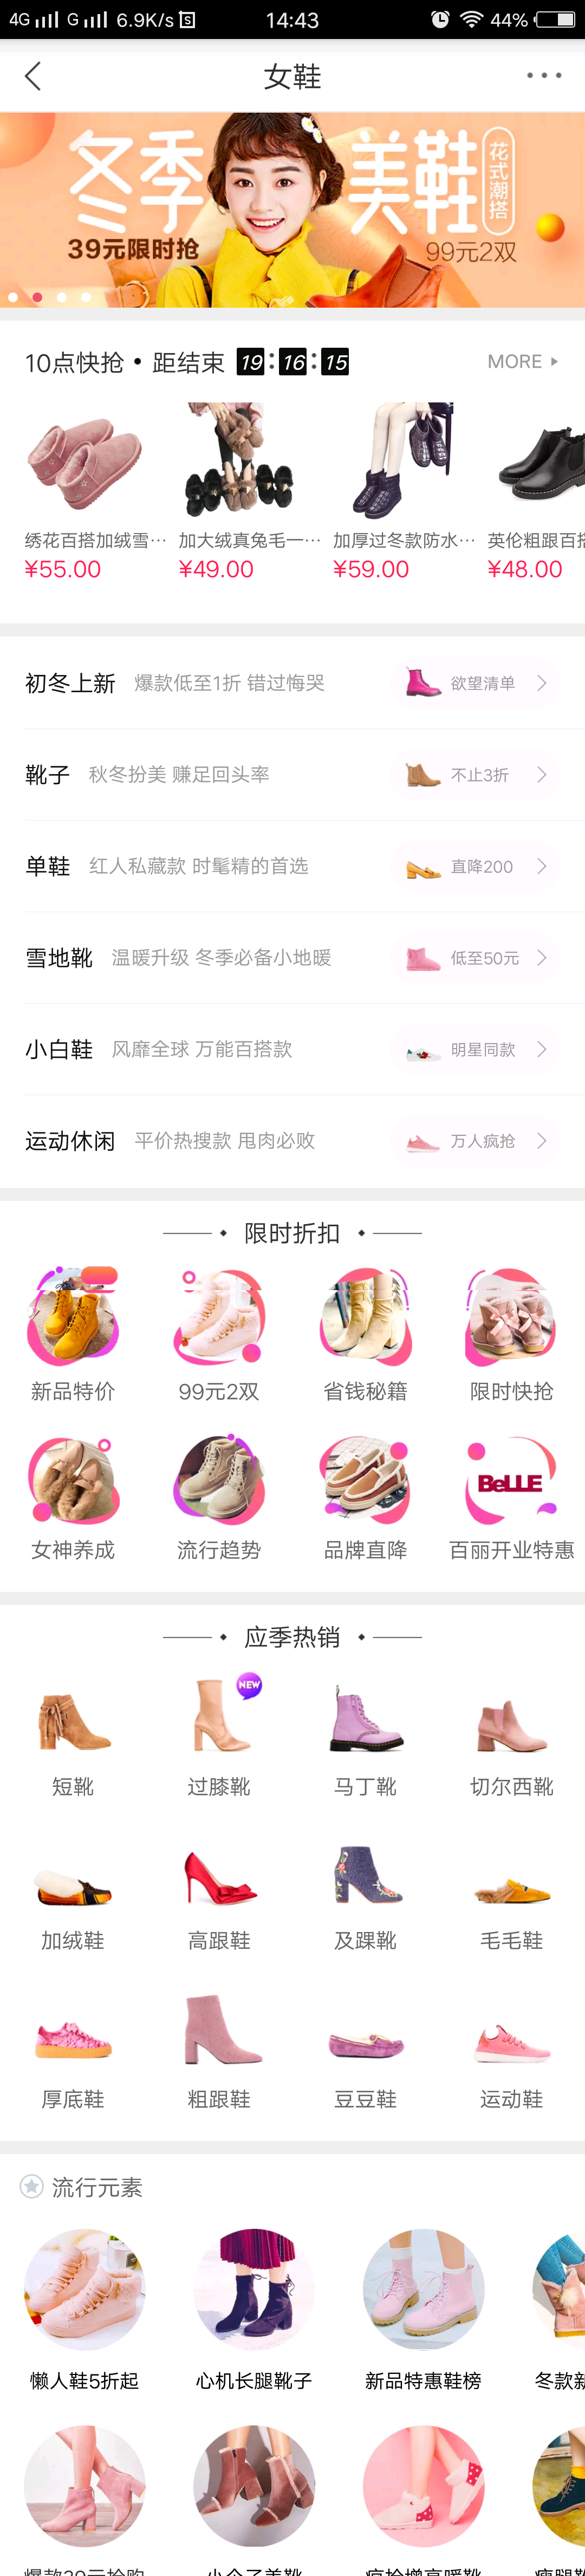 4G G 6.9K/s 14:43 44%
女鞋
冬季 美鞋 花式潮搭
39元限时抢 99元2双
10点快抢 • 距结束 19:16:15 MORE
绣花百搭加绒雪… 加大绒真兔毛一… 加厚过冬款防水… 英伦粗跟百搭
¥55.00 ¥49.00 ¥59.00 ¥48.00
初冬上新 爆款低至1折 错过悔哭 欲望清单
靴子 秋冬扮美 赚足回头率 不止3折
单鞋 红人私藏款 时髦精的首选 直降200
雪地靴 温暖升级 冬季必备小地暖 低至50元
小白鞋 风靡全球 万能百搭款 明星同款
运动休闲 平价热搜款 甩肉必败 万人疯抢
限时折扣
新品特价 99元2双 省钱秘籍 限时快抢
BeLLE
女神养成 流行趋势 品牌直降 百丽开业特惠
应季热销
NEW
短靴 过膝靴 马丁靴 切尔西靴
加绒鞋 高跟鞋 及踝靴 毛毛鞋
厚底鞋 粗跟鞋 豆豆鞋 运动鞋
流行元素
懒人鞋5折起 心机长腿靴子 新品特惠鞋榜 冬款新